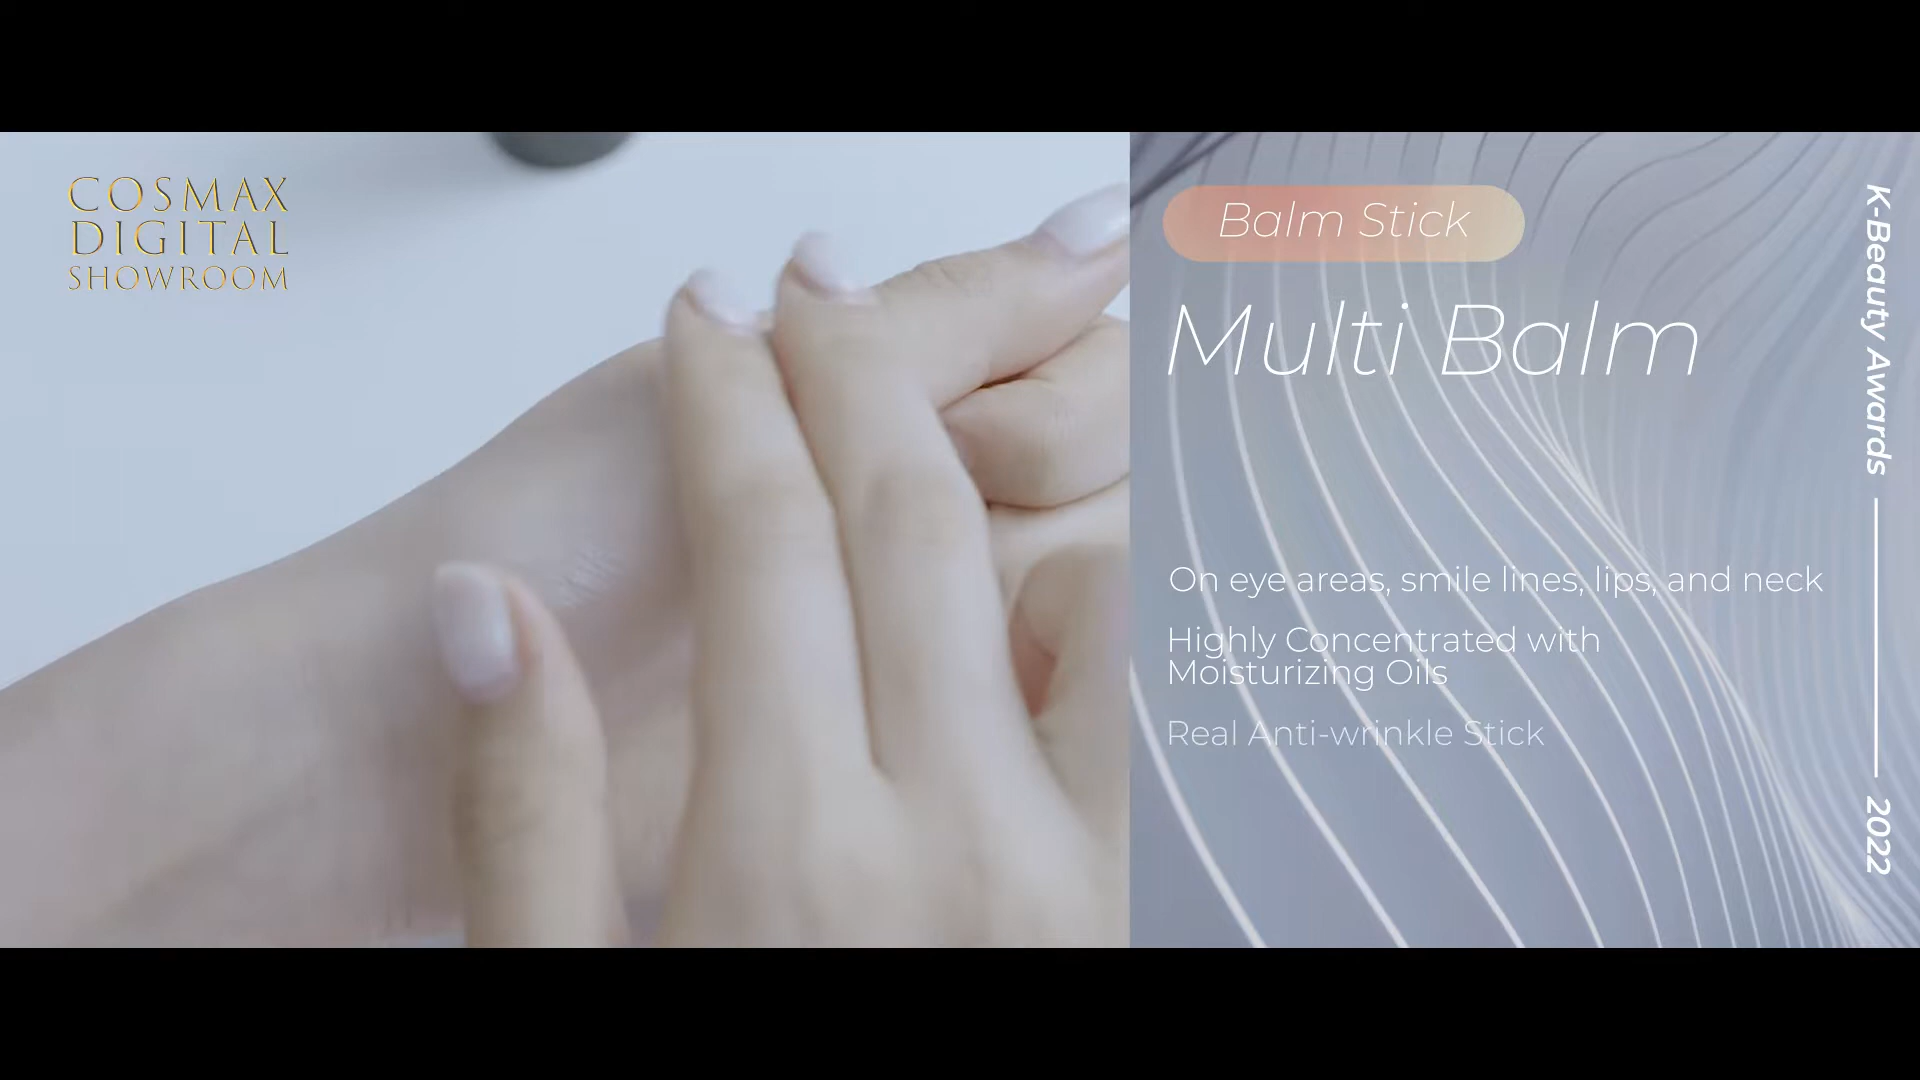 COSMAX
DIGITAL
SHOWROOM
Balm Stick
Multi Balm
On eye areas, smile lines, lips, and neck
Highly Concentrated with
Moisturizing Oils
Real Anti-wrinkle Stick
K-Beauty Awards
2022